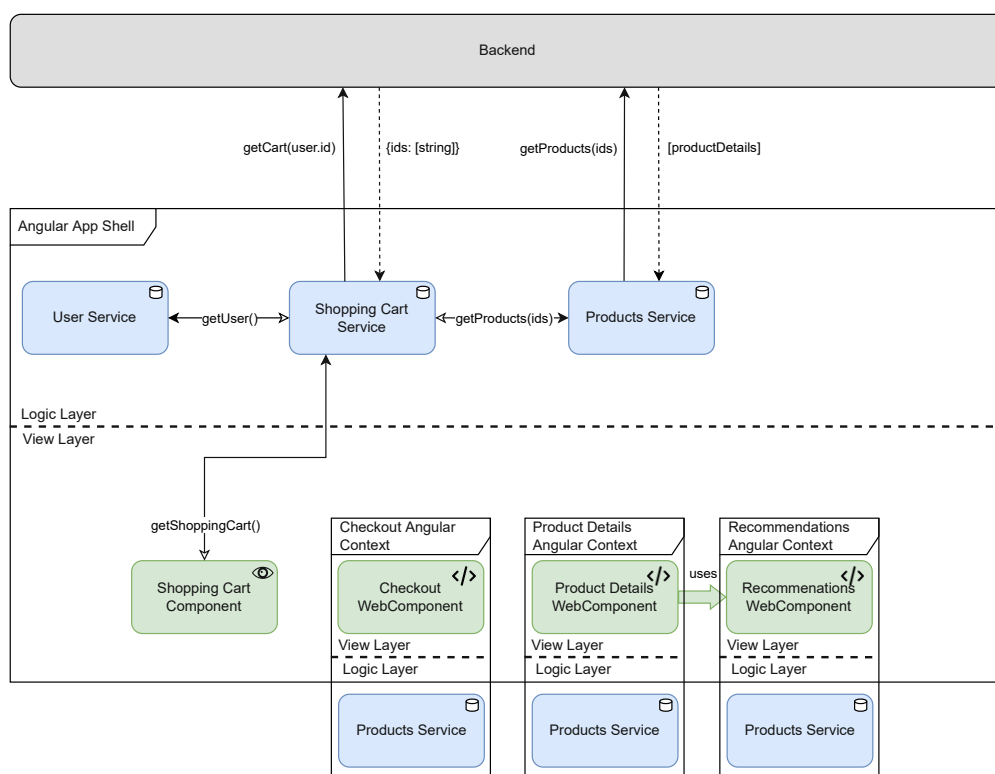 Backend
getCart(user.id)
{ids: [string]}
getProducts(ids)
[productDetails]
Angular App Shell
User Service
getUser()
Shopping Cart
Service
getProducts(ids)
Products Service
Logic Layer
View Layer
getShoppingCart()
Shopping Cart
Component
Checkout Angular
Context
Checkout
WebComponent
View Layer
Logic Layer
Products Service
Product Details
Angular Context
Product Details
WebComponent
View Layer
Logic Layer
Products Service
uses
Recommendations
Angular Context
Recommenations
WebComponent
View Layer
Logic Layer
Products Service